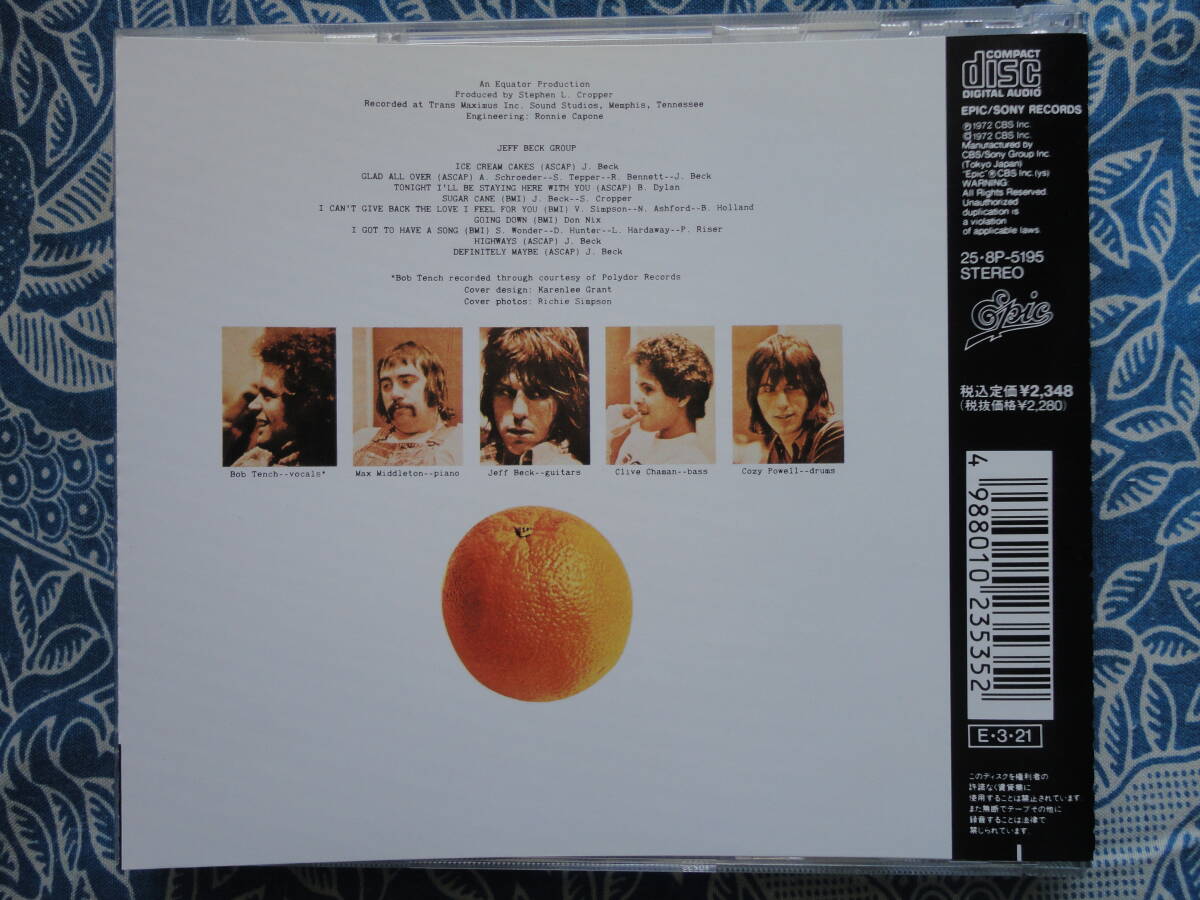 An Equator Production
Produced by Stephen L. Cropper
Recorded at Trans Maximus Inc. Sound Studios, Memphis, Tennessee
Engineering: Ronnie Capone
JEFF BECK GROUP
ICE CREAM CAKES (ASCAP) J. Beck
GLAD ALL OVER (ASCAP) A. Schroeder--S. Tepper--R. Bennett--J. Beck
TONIGHT I'LL BE STAYING HERE WITH YOU (ASCAP) B. Dylan
SUGAR CANE (BMI) J. Beck--S. Cropper
I CAN'T GIVE BACK THE LOVE I FEEL FOR YOU (BMI) V. Simpson--N. Ashford--B. Holland
GOING DOWN (BMI) Don Nix
I GOT TO HAVE A SONG (BMI) S. Wonder--D. Hunter--L. Hardaway--P. Riser
HIGHWAYS (ASCAP) J. Beck
DEFINITELY MAYBE (ASCAP) J. Beck
*Bob Tench recorded through courtesy of Polydor Records
Cover design: Karenlee Grant
Cover photos: Richie Simpson
Bob Tench--vocals*
Max Middleton--piano
Jeff Beck--guitars
Clive Chaman--bass
Cozy Powell--drums
COMPACT
disc
DIGITAL AUDIO
EPIC/SONY RECORDS
℗1972 CBS Inc.
©1972 CBS Inc.
Manufactured by
CBS/Sony Group Inc.
(Tokyo Japan)
"Epic"®CBS Inc.(ys)
WARNING:
All Rights Reserved.
Unauthorized
duplication is
a violation
of applicable laws.
25・8P-5195
STEREO
Epic
税込定価¥2,348
(税抜価格¥2,280)
4 988010 235352
E・3・21
このディスクを権利者の
許諾なく賃貸業に
使用することは禁止されています。
また無断でテープその他に
録音することは法律で
禁じられています。